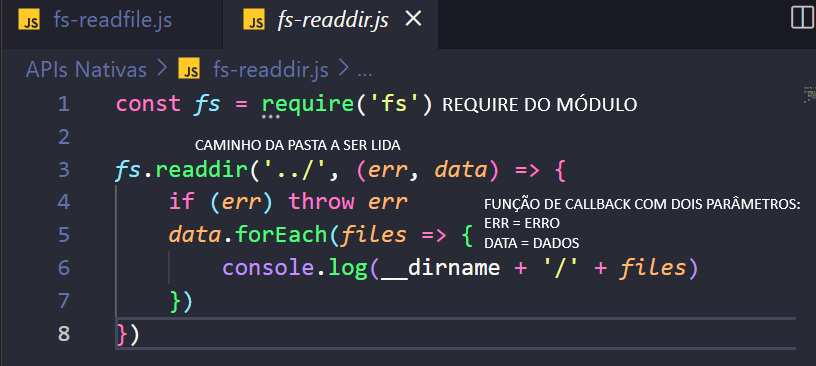 JS fs-readfile.js JS fs-readdir.js ×
APIs Nativas > JS fs-readdir.js > ...
1 const fs = require('fs') REQUIRE DO MÓDULO
2
CAMINHO DA PASTA A SER LIDA
3 fs.readdir('../', (err, data) => {
4 if (err) throw err
FUNÇÃO DE CALLBACK COM DOIS PARÂMETROS:
ERR = ERRO
5 data.forEach(files => {
DATA = DADOS
6 console.log(__dirname + '/' + files)
7 })
8 })